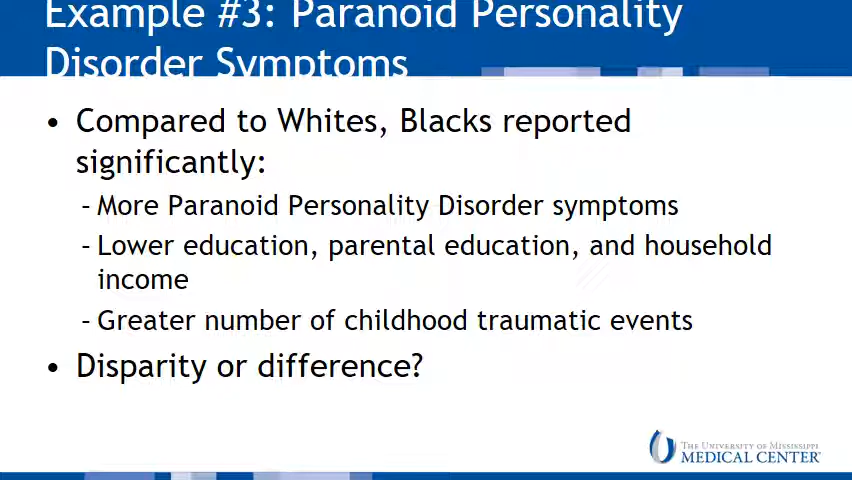 Example #3: Paranoid Personality
Disorder Symptoms
• Compared to Whites, Blacks reported
significantly:
- More Paranoid Personality Disorder symptoms
- Lower education, parental education, and household
income
- Greater number of childhood traumatic events
• Disparity or difference?
THE UNIVERSITY OF MISSISSIPPI
MEDICAL CENTER